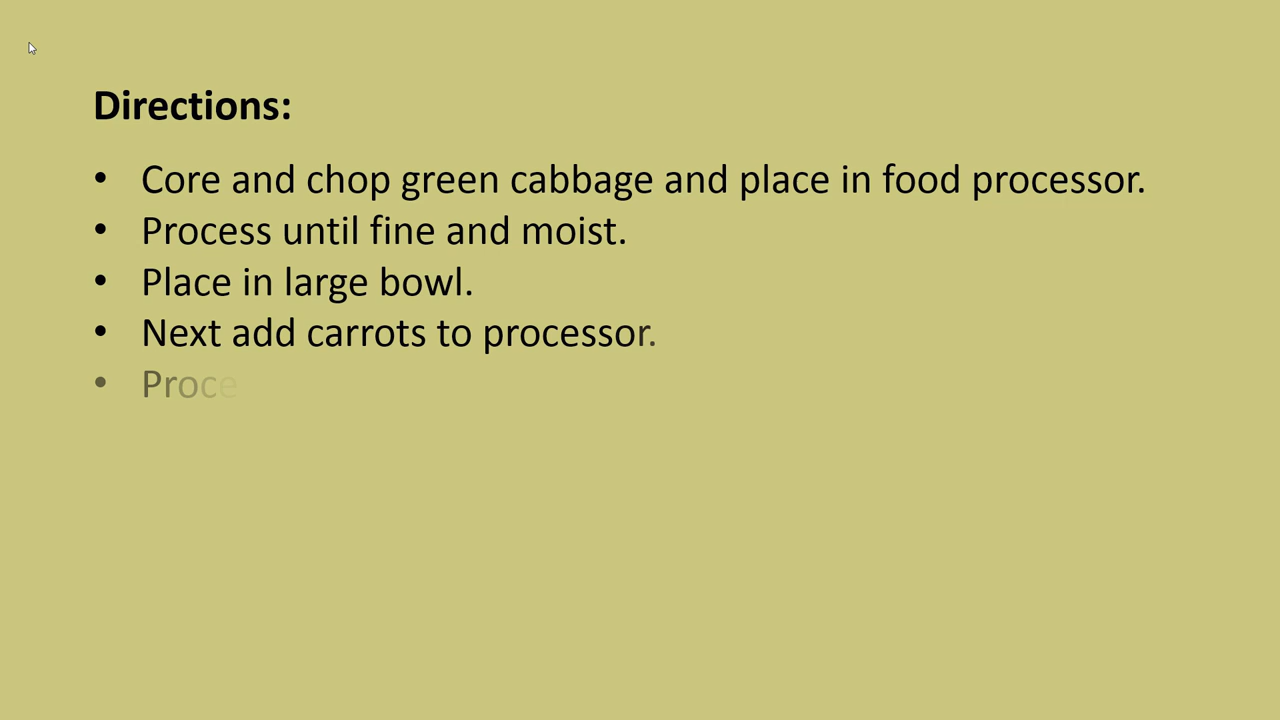 Directions:
• Core and chop green cabbage and place in food processor.
• Process until fine and moist.
• Place in large bowl.
• Next add carrots to processor.
• Proce